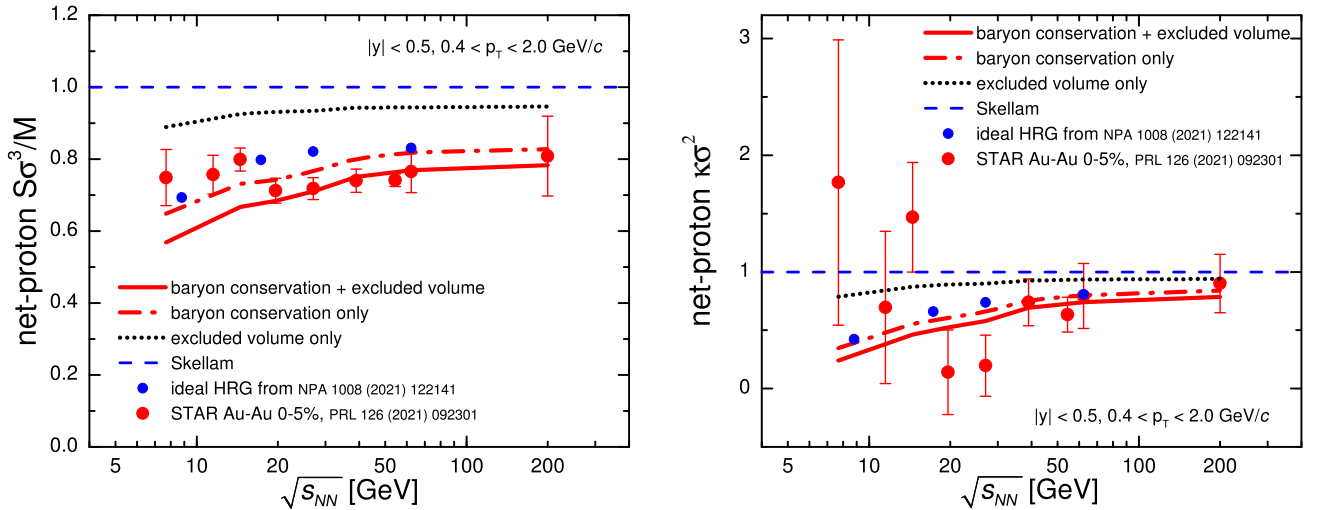 1.2
1.0
0.8
0.6
0.4
0.2
0.0
net-proton Sσ³/M
|y| < 0.5, 0.4 < p_T < 2.0 GeV/c
baryon conservation + excluded volume
baryon conservation only
excluded volume only
Skellam
ideal HRG from NPA 1008 (2021) 122141
STAR Au-Au 0-5%, PRL 126 (2021) 092301
5 10 20 50 100 200
√s_NN [GeV]
3
2
1
0
net-proton κσ²
baryon conservation + excluded volume
baryon conservation only
excluded volume only
Skellam
ideal HRG from NPA 1008 (2021) 122141
STAR Au-Au 0-5%, PRL 126 (2021) 092301
|y| < 0.5, 0.4 < p_T < 2.0 GeV/c
5 10 20 50 100 200
√s_NN [GeV]